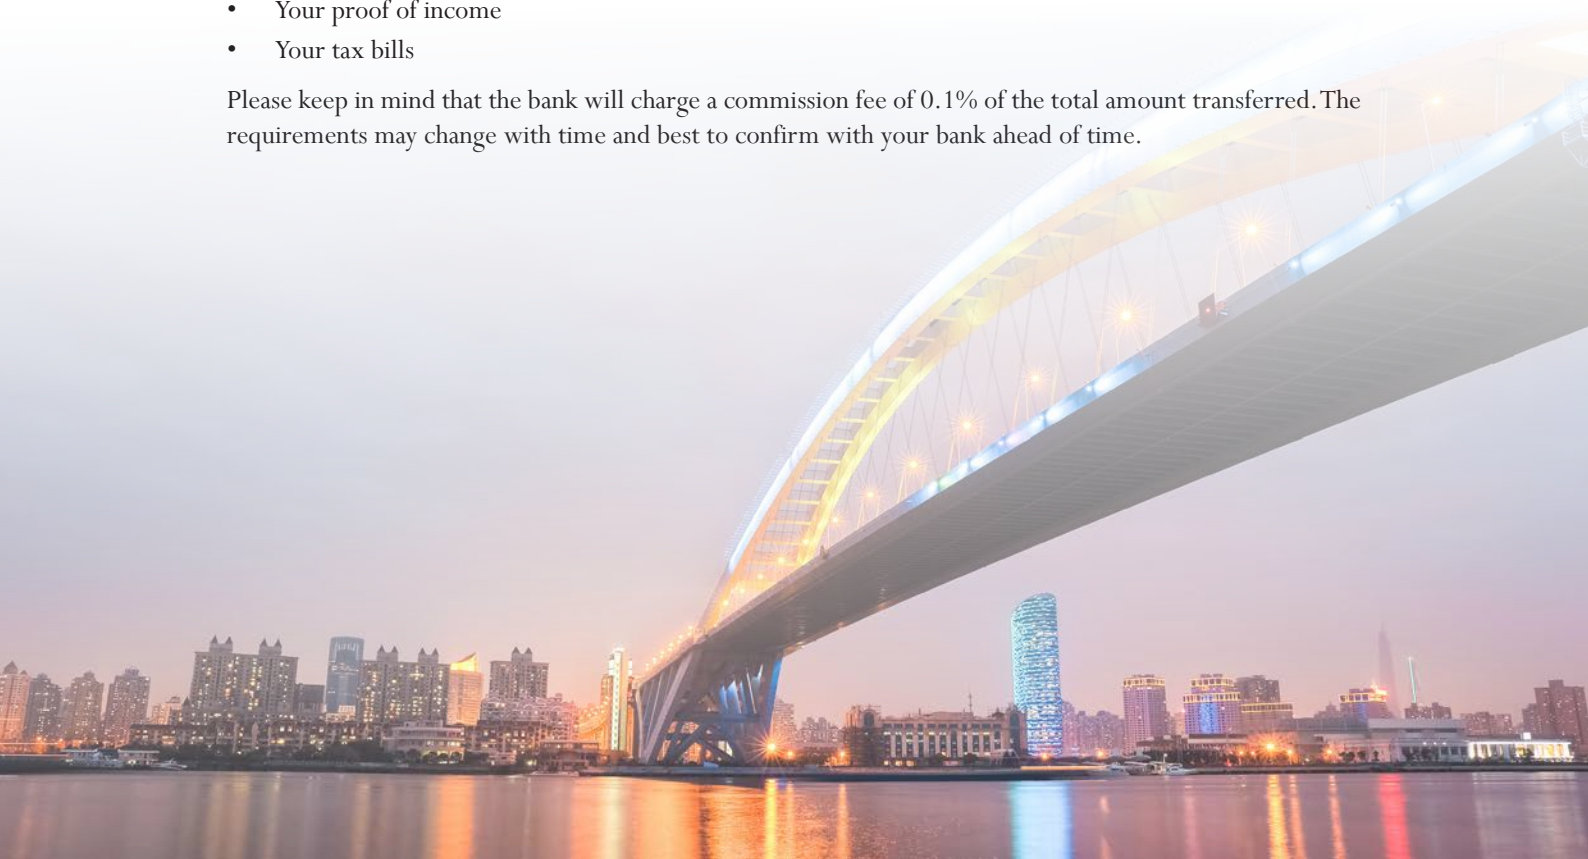 • Your proof of income
• Your tax bills
Please keep in mind that the bank will charge a commission fee of 0.1% of the total amount transferred. The
requirements may change with time and best to confirm with your bank ahead of time.